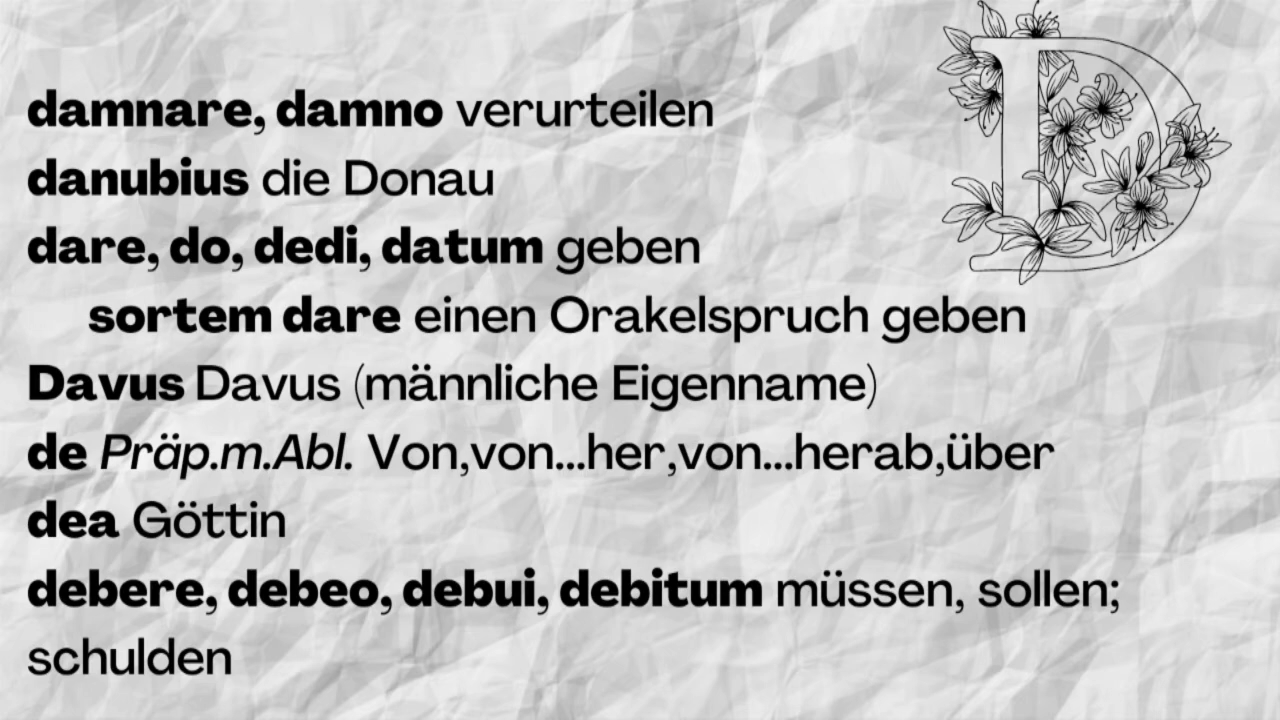 D
damnare, damno verurteilen
danubius die Donau
dare, do, dedi, datum geben
sortem dare einen Orakelspruch geben
Davus Davus (männliche Eigenname)
de Präp.m.Abl. Von,von...her,von...herab,über
dea Göttin
debere, debeo, debui, debitum müssen, sollen;
schulden